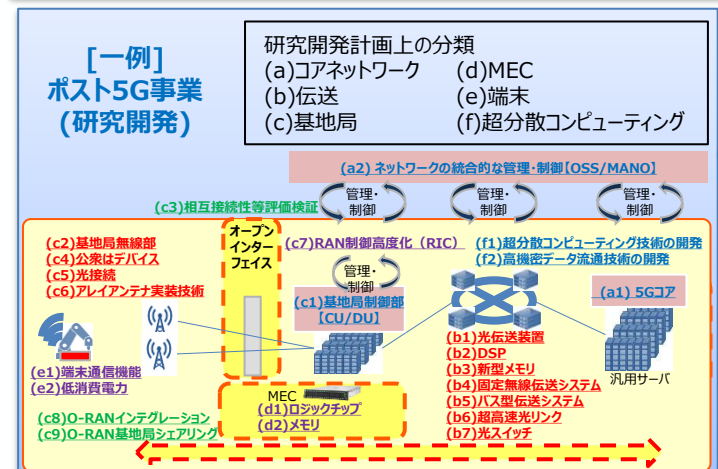 [一例]
ポスト5G事業
(研究開発)
研究開発計画上の分類
(a)コアネットワーク (d)MEC
(b)伝送 (e)端末
(c)基地局 (f)超分散コンピューティング
(a2) ネットワークの統合的な管理・制御【OSS/MANO】
管理・
制御
管理・
制御
管理・
制御
(c3)相互接続性等評価検証
オープン
インター
フェイス
(c2)基地局無線部
(c4)公衆はデバイス
(c5)光接続
(c6)アレイアンテナ実装技術
(c7)RAN制御高度化（RIC）
管理・
制御
(c1)基地局制御部
【CU/DU】
(f1)超分散コンピューティング技術の開発
(f2)高機密データ流通技術の開発
(a1) 5Gコア
汎用サーバ
(b1)光伝送装置
(b2)DSP
(b3)新型メモリ
(b4)固定無線伝送システム
(b5)バス型伝送システム
(b6)超高速光リンク
(b7)光スイッチ
(e1)端末通信機能
(e2)低消費電力
MEC
(d1)ロジックチップ
(d2)メモリ
(c8)O-RANインテグレーション
(c9)O-RAN基地局シェアリング